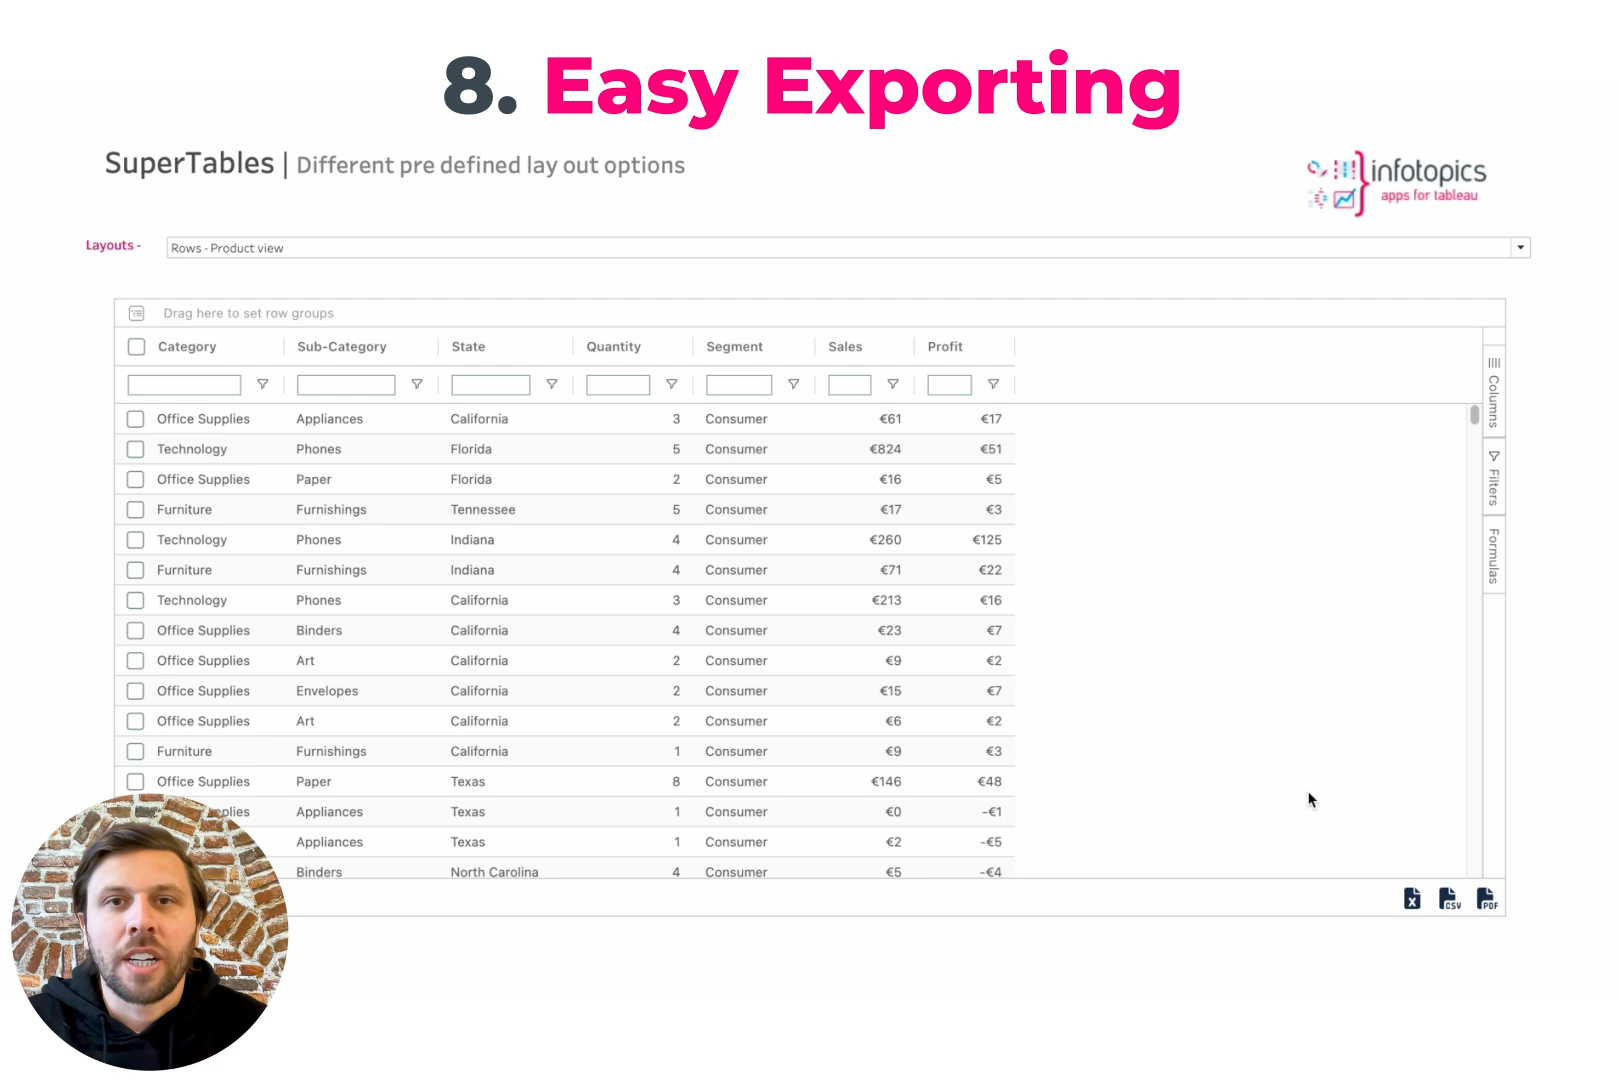 8. Easy Exporting
SuperTables | Different pre defined lay out options
infotopics
apps for tableau
Layouts -
Rows - Product view
Drag here to set row groups
Category Sub-Category State Quantity Segment Sales Profit
Office Supplies Appliances California 3 Consumer €61 €17
Technology Phones Florida 5 Consumer €824 €51
Office Supplies Paper Florida 2 Consumer €16 €5
Furniture Furnishings Tennessee 5 Consumer €17 €3
Technology Phones Indiana 4 Consumer €260 €125
Furniture Furnishings Indiana 4 Consumer €71 €22
Technology Phones California 3 Consumer €213 €16
Office Supplies Binders California 4 Consumer €23 €7
Office Supplies Art California 2 Consumer €9 €2
Office Supplies Envelopes California 2 Consumer €15 €7
Office Supplies Art California 2 Consumer €6 €2
Furniture Furnishings California 1 Consumer €9 €3
Office Supplies Paper Texas 8 Consumer €146 €48
plies Appliances Texas 1 Consumer €0 -€1
Appliances Texas 1 Consumer €2 -€5
Binders North Carolina 4 Consumer €5 -€4
Columns
Filters
Formulas
X CSV PDF